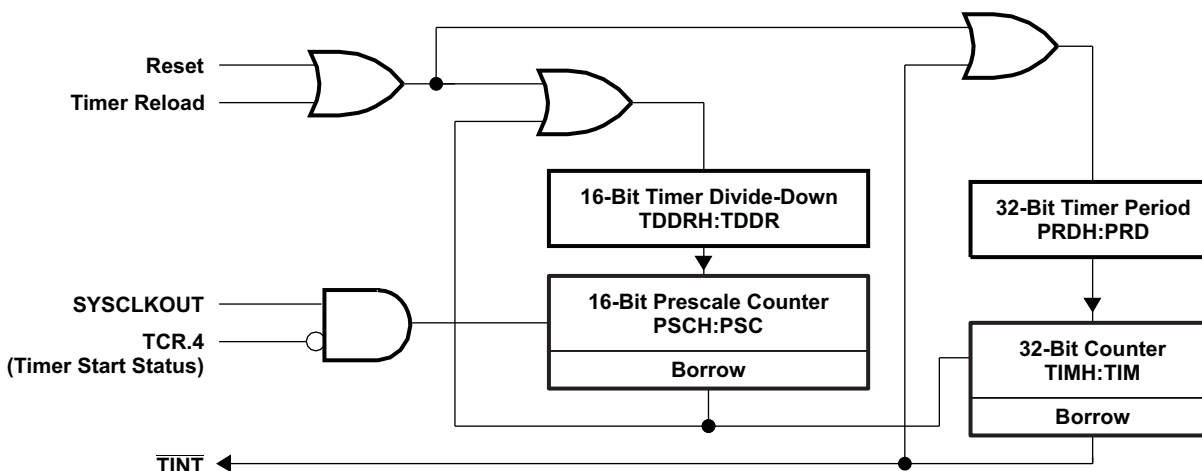 Reset
Timer Reload
16-Bit Timer Divide-Down
TDDRH:TDDR
32-Bit Timer Period
PRDH:PRD
SYSCLKOUT
TCR.4
(Timer Start Status)
16-Bit Prescale Counter
PSCH:PSC
Borrow
32-Bit Counter
TIMH:TIM
Borrow
TINT